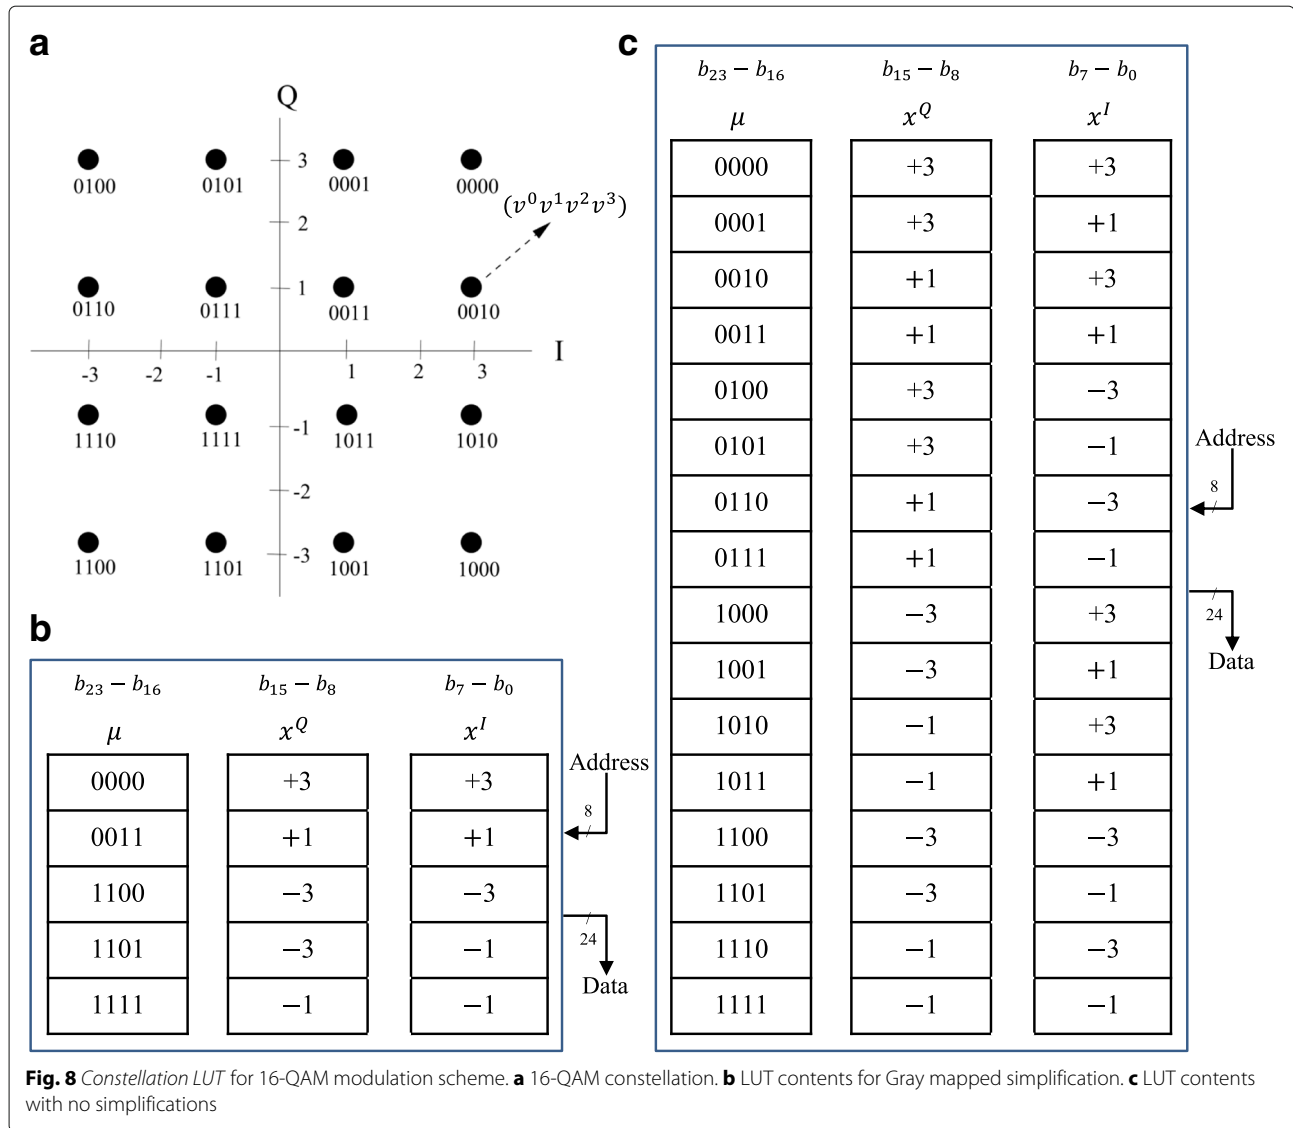 a
Q
3
0100 0101 0001 0000
(v⁰v¹v²v³)
2
1
0110 0111 0011 0010
I
-3 -2 -1 1 2 3
-1
1110 1111 1011 1010
-2
-3
1100 1101 1001 1000
b
b₂₃ − b₁₆ b₁₅ − b₈ b₇ − b₀
μ x^Q x^I
0000 +3 +3
0011 +1 +1
1100 −3 −3
1101 −3 −1
1111 −1 −1
Address
8
24
Data
c
b₂₃ − b₁₆ b₁₅ − b₈ b₇ − b₀
μ x^Q x^I
0000 +3 +3
0001 +3 +1
0010 +1 +3
0011 +1 +1
0100 +3 −3
0101 +3 −1
0110 +1 −3
0111 +1 −1
1000 −3 +3
1001 −3 +1
1010 −1 +3
1011 −1 +1
1100 −3 −3
1101 −3 −1
1110 −1 −3
1111 −1 −1
Address
8
24
Data
Fig. 8 Constellation LUT for 16-QAM modulation scheme. a 16-QAM constellation. b LUT contents for Gray mapped simplification. c LUT contents
with no simplifications